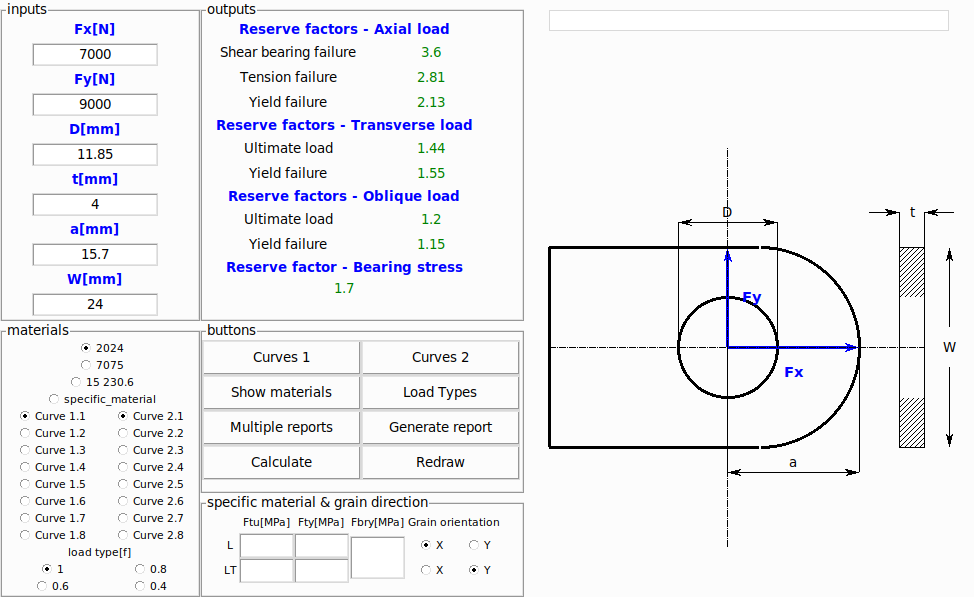 inputs
Fx[N]
7000
Fy[N]
9000
D[mm]
11.85
t[mm]
4
a[mm]
15.7
W[mm]
24
outputs
Reserve factors - Axial load
Shear bearing failure 3.6
Tension failure 2.81
Yield failure 2.13
Reserve factors - Transverse load
Ultimate load 1.44
Yield failure 1.55
Reserve factors - Oblique load
Ultimate load 1.2
Yield failure 1.15
Reserve factor - Bearing stress
1.7
materials
2024
7075
15 230.6
specific_material
Curve 1.1 Curve 2.1
Curve 1.2 Curve 2.2
Curve 1.3 Curve 2.3
Curve 1.4 Curve 2.4
Curve 1.5 Curve 2.5
Curve 1.6 Curve 2.6
Curve 1.7 Curve 2.7
Curve 1.8 Curve 2.8
load type[f]
1 0.8
0.6 0.4
buttons
Curves 1 Curves 2
Show materials Load Types
Multiple reports Generate report
Calculate Redraw
specific material & grain direction
Ftu[MPa] Fty[MPa] Fbry[MPa] Grain orientation
L X Y
LT X Y
D
t
Fy
W
Fx
a